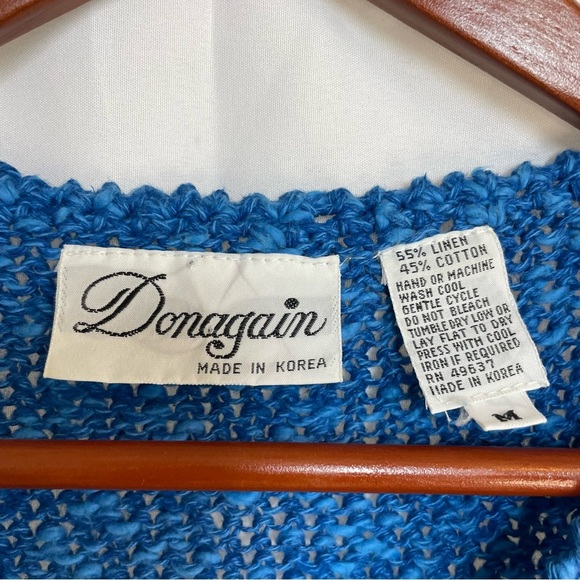 Donagain
MADE IN KOREA
55% LINEN
45% COTTON
HAND OR MACHINE
WASH COOL
GENTLE CYCLE
DO NOT BLEACH
TUMBLE DRY LOW OR
LAY FLAT TO DRY
PRESS WITH COOL
IRON IF REQUIRED
RN 49637
MADE IN KOREA
M